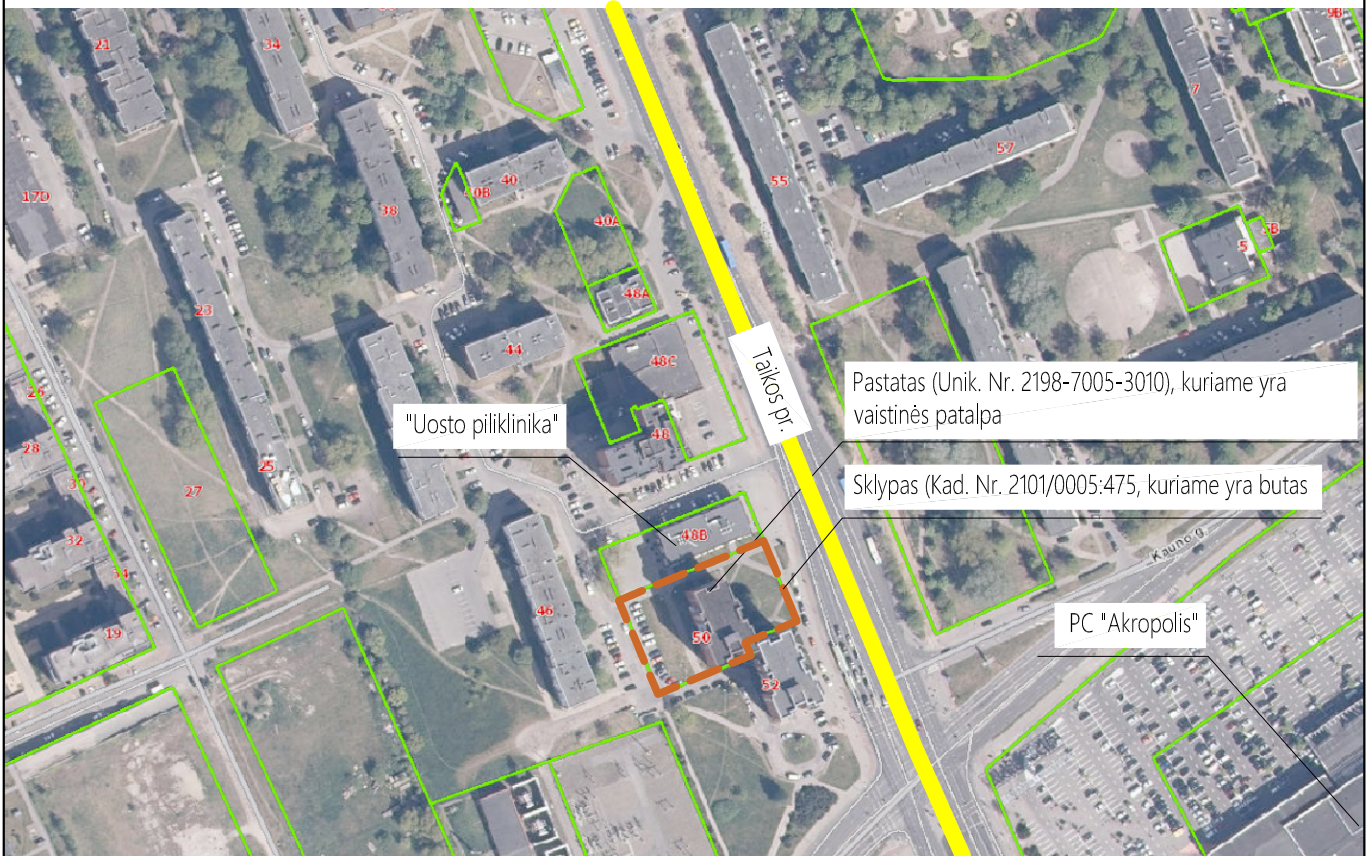 9B
21
34
7
57
55
17D
40
40B
38
40A
5
5B
48A
23
44
48C
Taikos pr.
Pastatas (Unik. Nr. 2198-7005-3010), kuriame yra
vaistinės patalpa
"Uosto piliklinika"
48
28
25
30
27
Sklypas (Kad. Nr. 2101/0005:475, kuriame yra butas
32
48B
Kauno g.
34
46
19
50
PC "Akropolis"
52